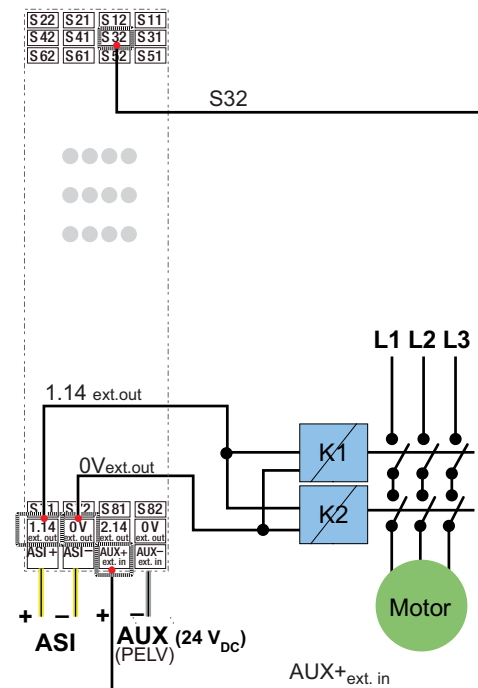 S22 S21 S12 S11
S42 S41 S32 S31
S62 S61 S52 S51
S32
L1 L2 L3
1.14 ext.out
K1
0Vext.out
K2
S81 S82
1.14 0V 2.14 0V
ext. out ext. out ext. out ext. out
ASI+ ASI− AUX+ AUX−
ext. in ext. in
+ − + −
ASI AUX (24 VDC)
(PELV)
Motor
AUX+ext. in